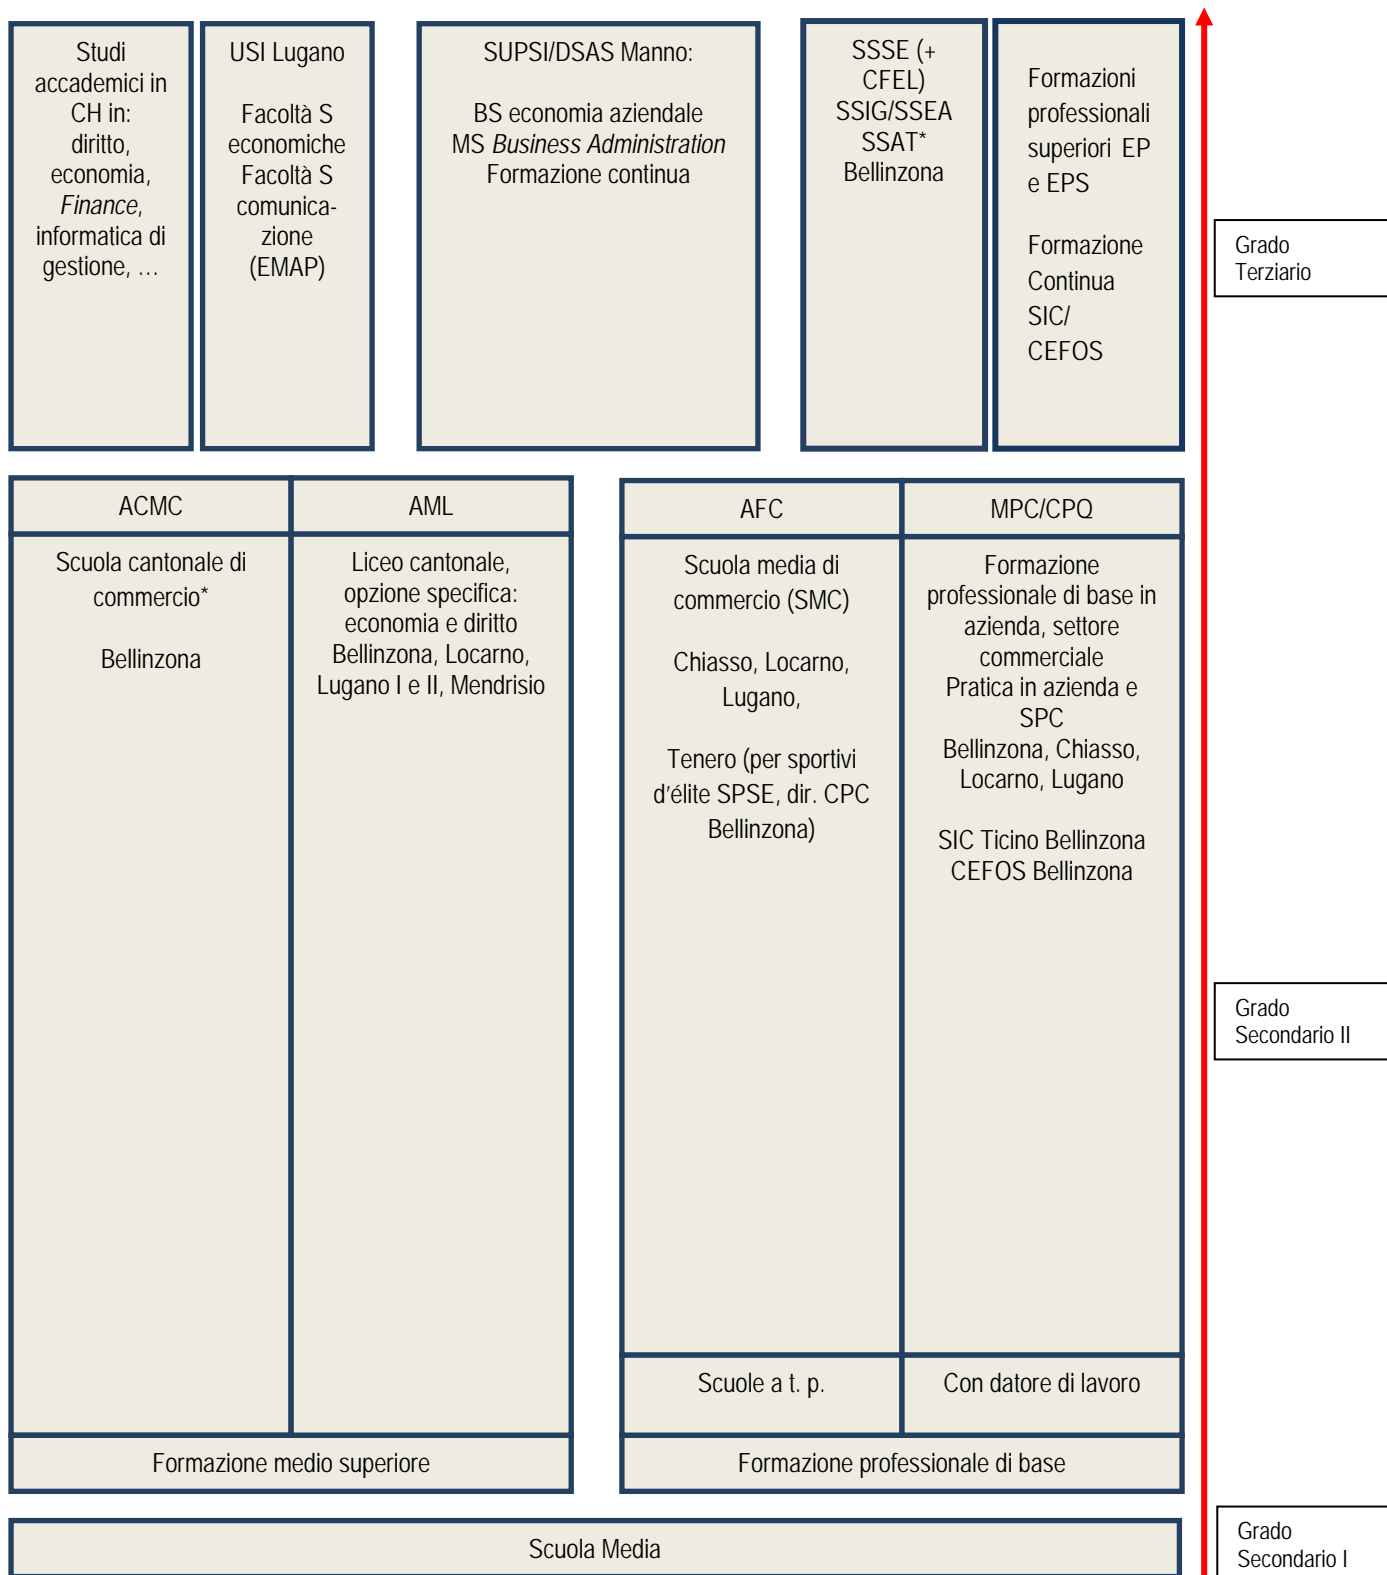 Studi
accademici in
CH in:
diritto,
economia,
Finance,
informatica di
gestione, …
USI Lugano
Facoltà S
economiche
Facoltà S
comunica-
zione
(EMAP)
SUPSI/DSAS Manno:
BS economia aziendale
MS Business Administration
Formazione continua
SSSE (+
CFEL)
SSIG/SSEA
SSAT*
Bellinzona
Formazioni
professionali
superiori EP
e EPS
Formazione
Continua
SIC/
CEFOS
Grado
Terziario
ACMC
Scuola cantonale di
commercio*
Bellinzona
AML
Liceo cantonale,
opzione specifica:
economia e diritto
Bellinzona, Locarno,
Lugano I e II, Mendrisio
AFC
Scuola media di
commercio (SMC)
Chiasso, Locarno,
Lugano,
Tenero (per sportivi
d'élite SPSE, dir. CPC
Bellinzona)
MPC/CPQ
Formazione
professionale di base in
azienda, settore
commerciale
Pratica in azienda e
SPC
Bellinzona, Chiasso,
Locarno, Lugano
SIC Ticino Bellinzona
CEFOS Bellinzona
Grado
Secondario II
Scuole a t. p.
Con datore di lavoro
Formazione medio superiore
Formazione professionale di base
Scuola Media
Grado
Secondario I